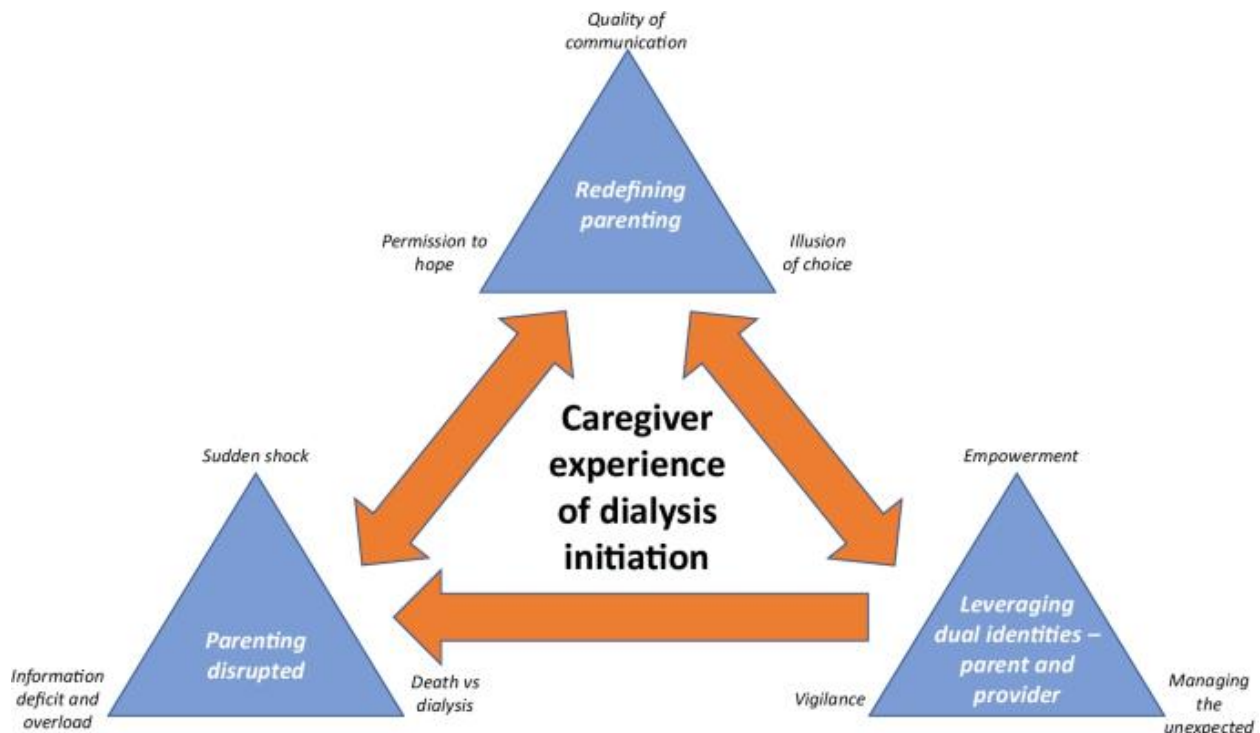 Quality of
communication
Redefining
parenting
Permission to
hope
Illusion
of choice
Caregiver
experience
of dialysis
initiation
Sudden shock
Parenting
disrupted
Information
deficit and
overload
Death vs
dialysis
Empowerment
Leveraging
dual identities –
parent and
provider
Vigilance
Managing
the
unexpected